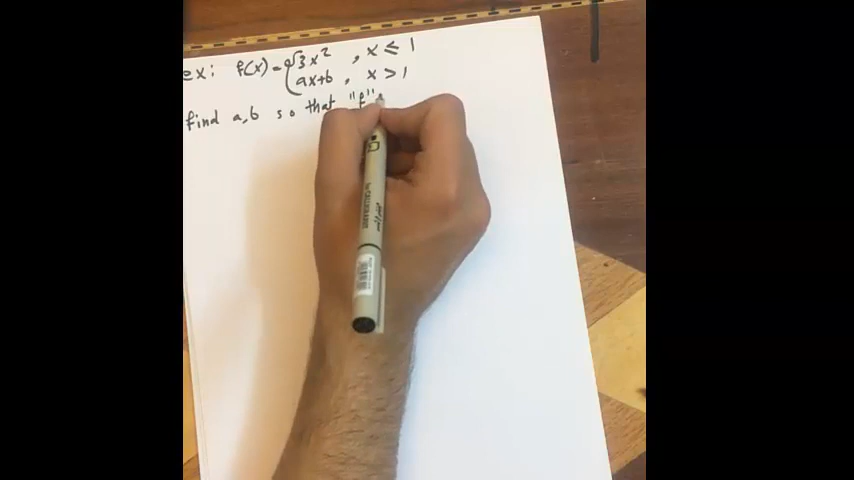 ex: f(x)= { 3x² , x ≤ 1
ax+b , x > 1
find a,b so that "f"